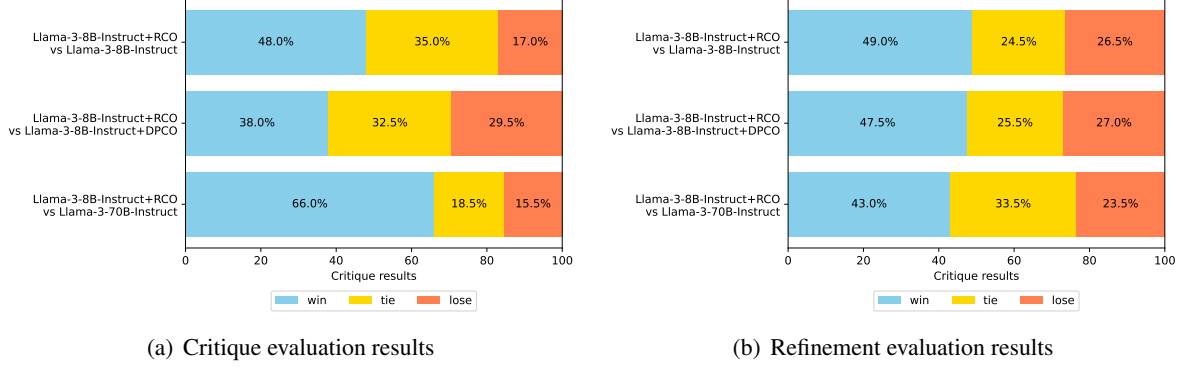 Llama-3-8B-Instruct+RCO
vs Llama-3-8B-Instruct
48.0% 35.0% 17.0%
Llama-3-8B-Instruct+RCO
vs Llama-3-8B-Instruct+DPCO
38.0% 32.5% 29.5%
Llama-3-8B-Instruct+RCO
vs Llama-3-70B-Instruct
66.0% 18.5% 15.5%
0 20 40 60 80 100
Critique results
win tie lose
(a) Critique evaluation results
Llama-3-8B-Instruct+RCO
vs Llama-3-8B-Instruct
49.0% 24.5% 26.5%
Llama-3-8B-Instruct+RCO
vs Llama-3-8B-Instruct+DPCO
47.5% 25.5% 27.0%
Llama-3-8B-Instruct+RCO
vs Llama-3-70B-Instruct
43.0% 33.5% 23.5%
0 20 40 60 80 100
Critique results
win tie lose
(b) Refinement evaluation results